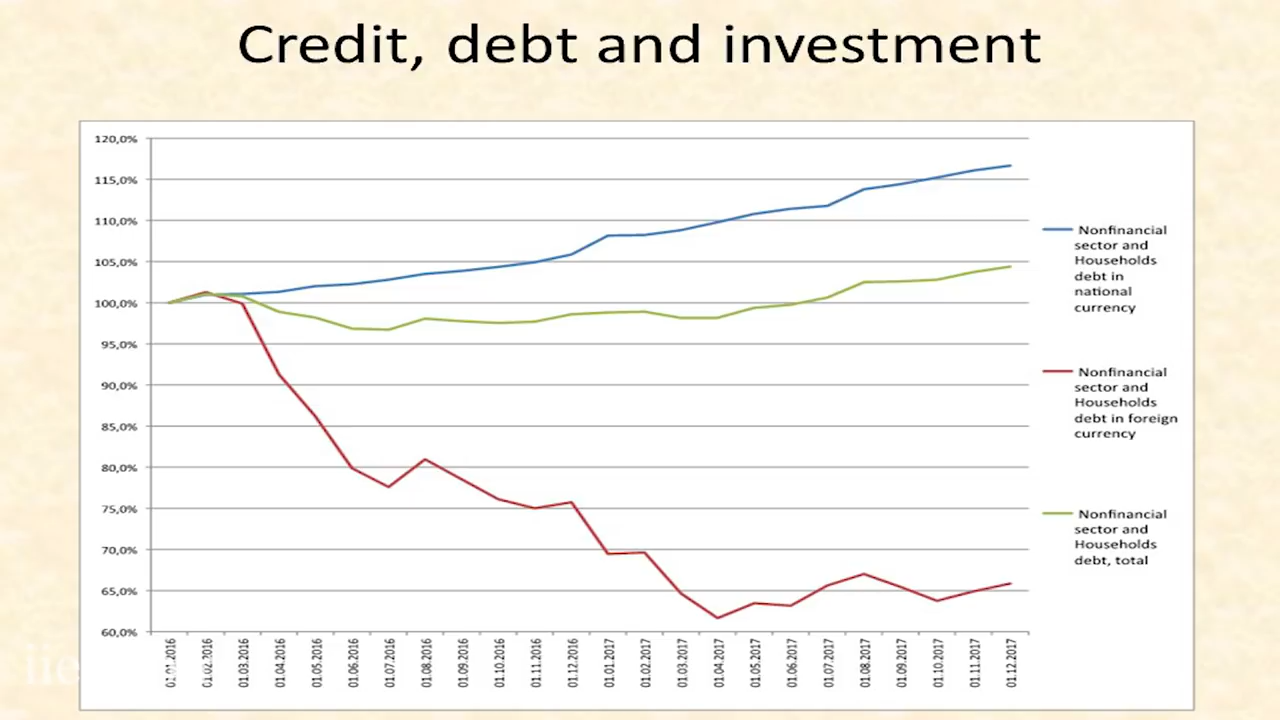 Credit, debt and investment
120,0%
115,0%
110,0%
105,0%
100,0%
95,0%
90,0%
85,0%
80,0%
75,0%
70,0%
65,0%
60,0%
01.02.2016
01.03.2016
01.04.2016
01.05.2016
01.06.2016
01.07.2016
01.08.2016
01.09.2016
01.10.2016
01.11.2016
01.12.2016
01.01.2017
01.02.2017
01.03.2017
01.04.2017
01.05.2017
01.06.2017
01.07.2017
01.08.2017
01.09.2017
01.10.2017
01.11.2017
01.12.2017
Nonfinancial
sector and
Households
debt in
national
currency
Nonfinancial
sector and
Households
debt in foreign
currency
Nonfinancial
sector and
Households
debt, total